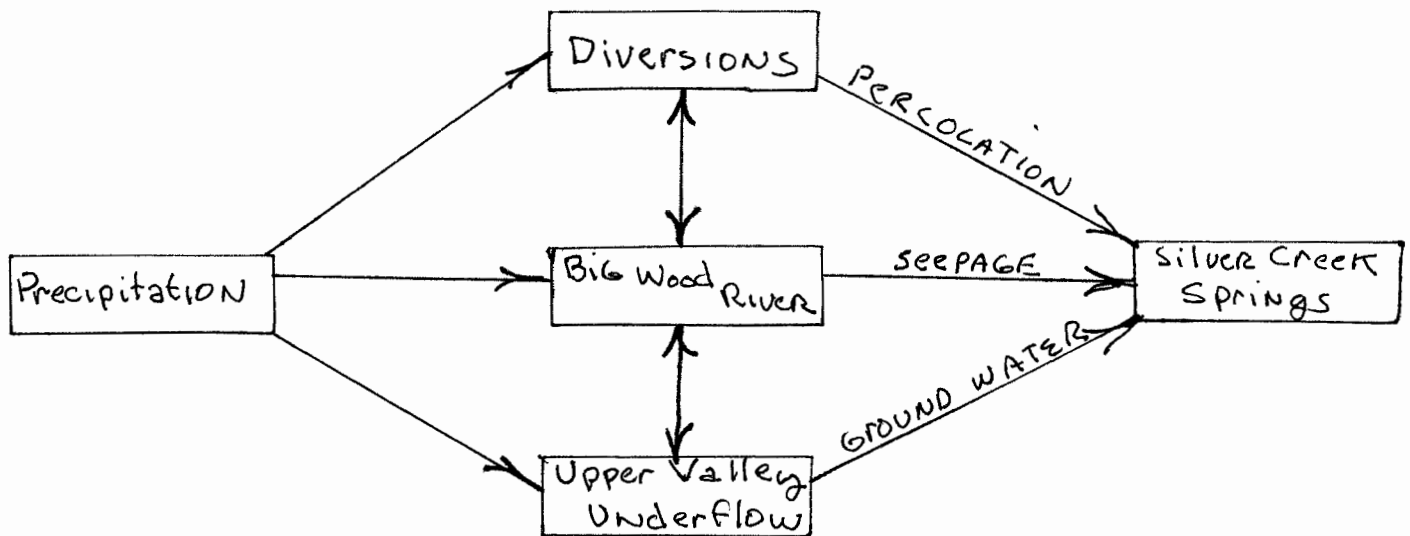 Diversions
PERCOLATION
Precipitation
Big Wood
River
Seepage
Silver Creek
Springs
Ground Water
Upper Valley
Underflow